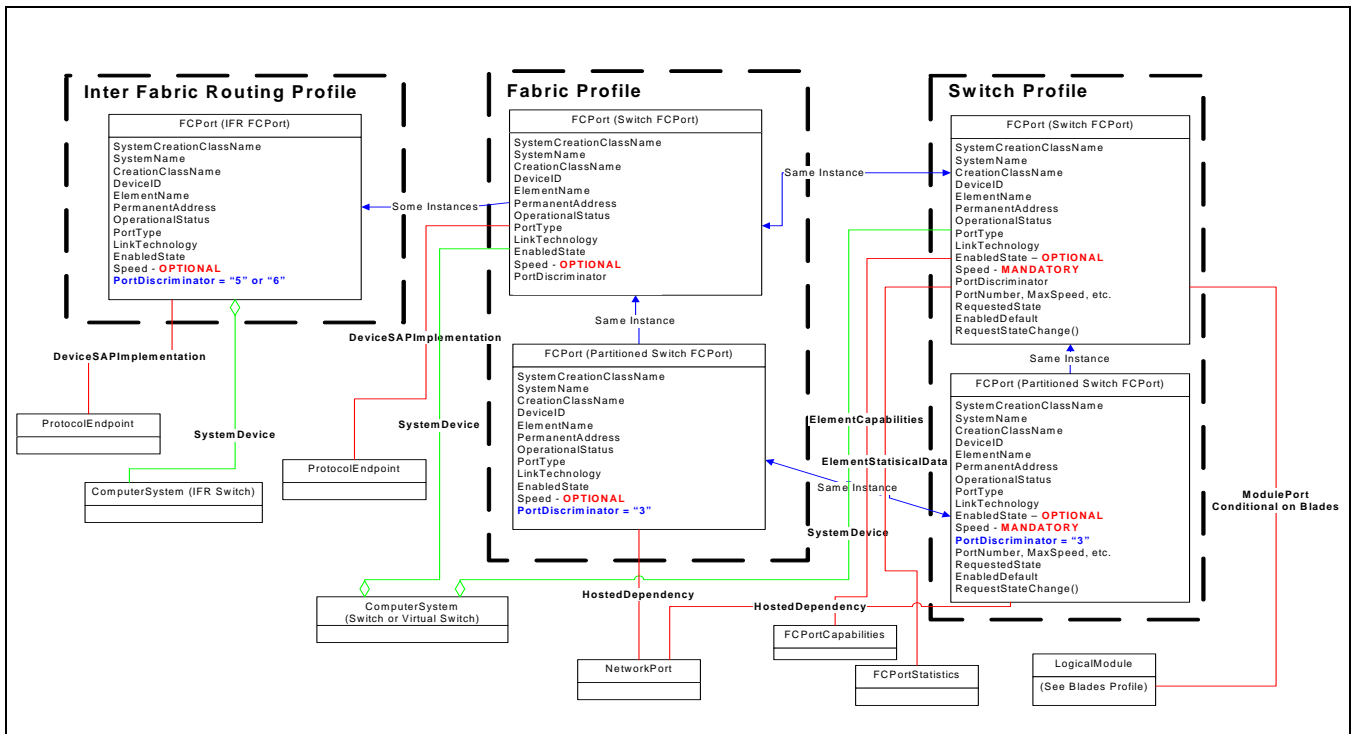 Inter Fabric Routing Profile
FCPort (IFR FCPort)
SystemCreationClassName
SystemName
CreationClassName
DeviceID
ElementName
PermanentAddress
OperationalStatus
PortType
LinkTechnology
EnabledState
Speed - OPTIONAL
PortDiscriminator = “5” or “6”
DeviceSAPImplementation
ProtocolEndpoint
SystemDevice
ComputerSystem (IFR Switch)
Some Instances
Fabric Profile
FCPort (Switch FCPort)
SystemCreationClassName
SystemName
CreationClassName
DeviceID
ElementName
PermanentAddress
OperationalStatus
PortType
LinkTechnology
EnabledState
Speed - OPTIONAL
PortDiscriminator
Same Instance
DeviceSAPImplementation
ProtocolEndpoint
SystemDevice
FCPort (Partitioned Switch FCPort)
SystemCreationClassName
SystemName
CreationClassName
DeviceID
ElementName
PermanentAddress
OperationalStatus
PortType
LinkTechnology
EnabledState
Speed - OPTIONAL
PortDiscriminator = “3”
HostedDependency
ComputerSystem
(Switch or Virtual Switch)
NetworkPort
Same Instance
ElementCapabilities
ElementStatisicalData
Same Instance
SystemDevice
HostedDependency
FCPortCapabilities
FCPortStatistics
Switch Profile
FCPort (Switch FCPort)
SystemCreationClassName
SystemName
CreationClassName
DeviceID
ElementName
PermanentAddress
OperationalStatus
PortType
LinkTechnology
EnabledState – OPTIONAL
Speed - MANDATORY
PortDiscriminator
PortNumber, MaxSpeed, etc.
RequestedState
EnabledDefault
RequestStateChange()
Same Instance
FCPort (Partitioned Switch FCPort)
SystemCreationClassName
SystemName
CreationClassName
DeviceID
ElementName
PermanentAddress
OperationalStatus
PortType
LinkTechnology
EnabledState – OPTIONAL
Speed - MANDATORY
PortDiscriminator = “3”
PortNumber, MaxSpeed, etc.
RequestedState
EnabledDefault
RequestStateChange()
ModulePort
Conditional on Blades
LogicalModule
(See Blades Profile)